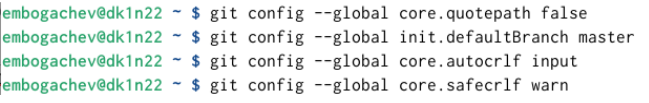 embogachev@dk1n22 ~ $ git config --global core.quotepath false
embogachev@dk1n22 ~ $ git config --global init.defaultBranch master
embogachev@dk1n22 ~ $ git config --global core.autocrlf input
embogachev@dk1n22 ~ $ git config --global core.safecrlf warn